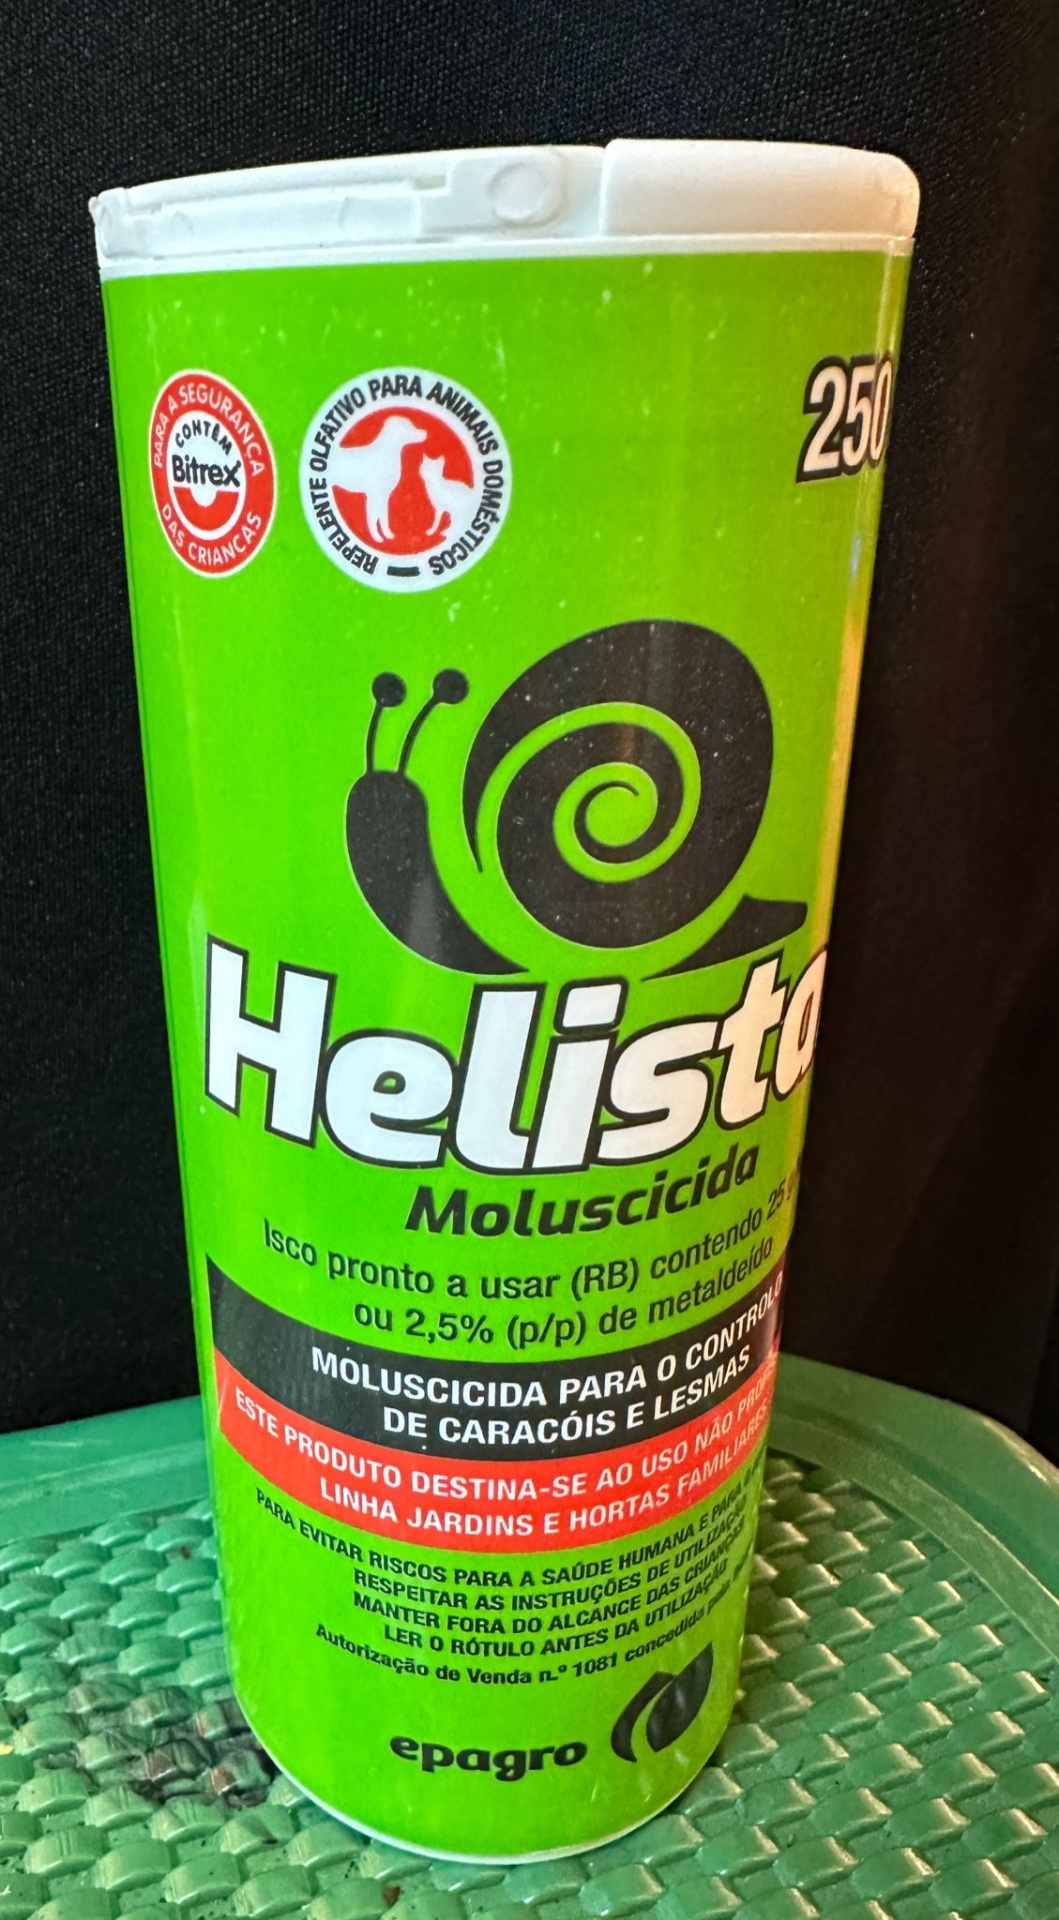 PARA A SEGURANÇA
CONTÉM
Bitrex
DAS CRIANÇAS
REPELENTE OLFATIVO PARA ANIMAIS DOMÉSTICOS
250
Helista
Moluscicida
Isco pronto a usar (RB) contendo 25 g
ou 2,5% (p/p) de metaldeído
MOLUSCICIDA PARA O CONTROLO
DE CARACÓIS E LESMAS
ESTE PRODUTO DESTINA-SE AO USO NÃO
LINHA JARDINS E HORTAS FAMILIARES
PARA EVITAR RISCOS PARA A SAÚDE HUMANA E PARA
RESPEITAR AS INSTRUÇÕES DE UTILIZAÇÃO
MANTER FORA DO ALCANCE DAS CRIANÇAS
LER O RÓTULO ANTES DA UTILIZAÇÃO
Autorização de Venda n.º 1081 concedida pela
epagro